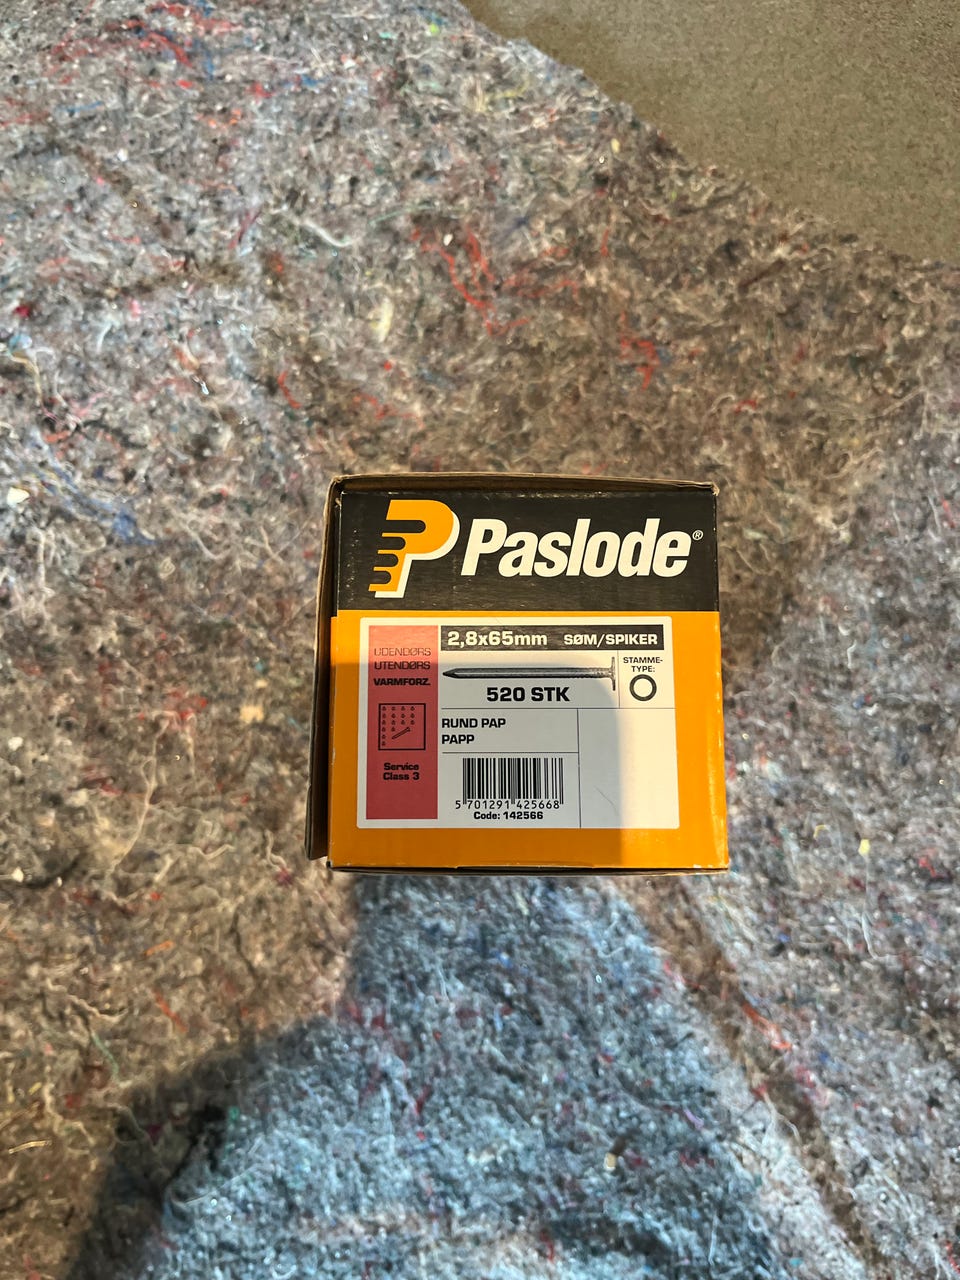 Paslode®
2,8x65mm SØM/SPIKER
UDENDØRS
UTENDØRS
VARMFORZ.
STAMME-
TYPE:
520 STK
RUND PAP
PAPP
Service
Class 3
5 701291 425668
Code: 142566